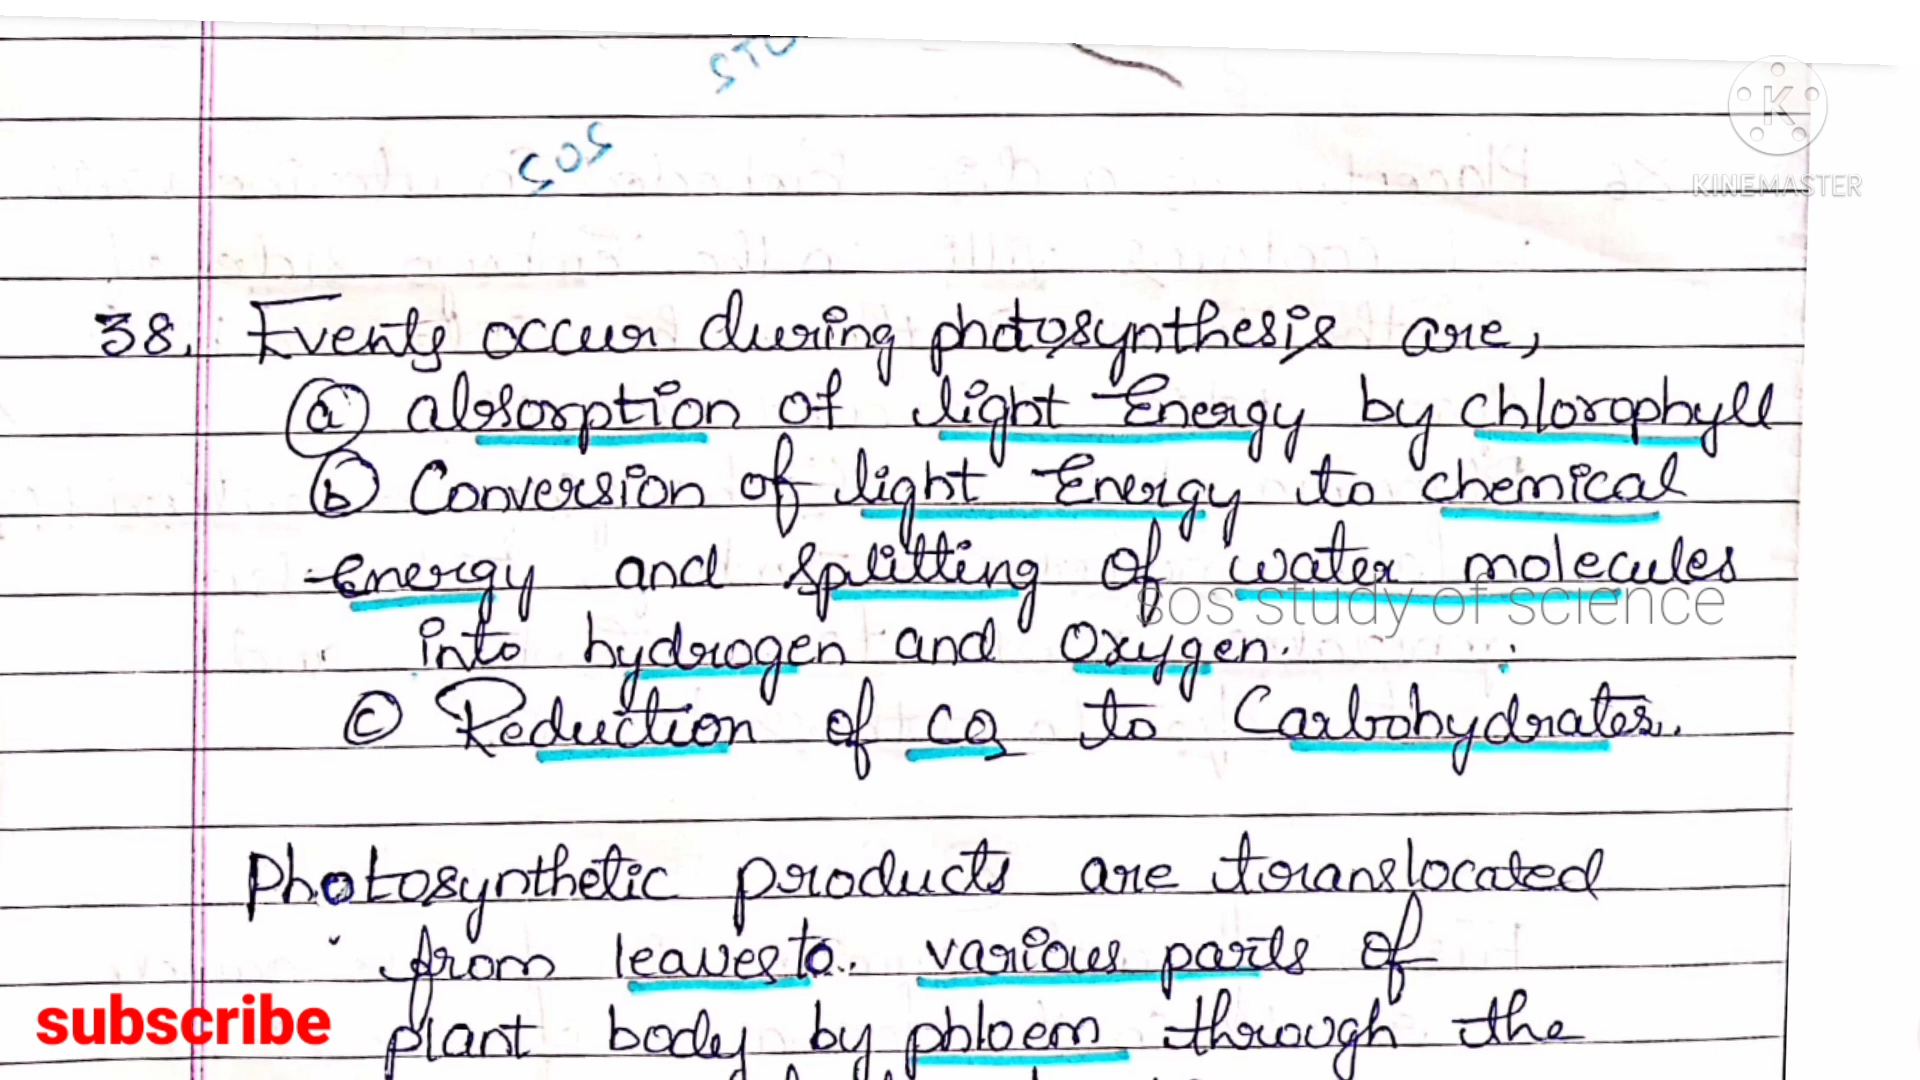 STU
SOS
K
KINEMASTER
38. Events occur during photosynthesis are,
(a) absorption of light Energy by chlorophyll
(b) Conversion of light Energy to chemical
energy and splitting of water molecules
sos study of science
into hydrogen and oxygen.
(c) Reduction of CO2 to Carbohydrates.
Photosynthetic products are translocated
from leaves to various parts of
subscribe
plant body by phloem through the